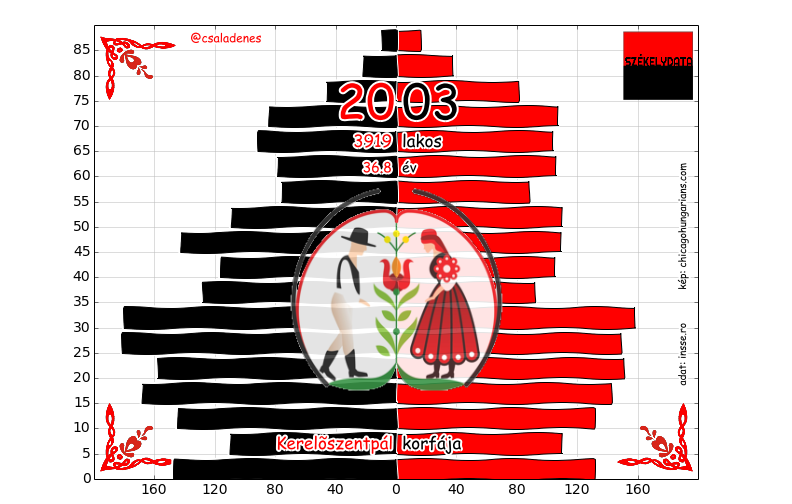 @csaladenes
SZÉKELYDATA
2003
3919 lakos
36.8 év
kép: chicagohungarians.com
adat: insse.ro
Kerelőszentpál korfája
85
80
75
70
65
60
55
50
45
40
35
30
25
20
15
10
5
0
160 120 80 40 0 40 80 120 160